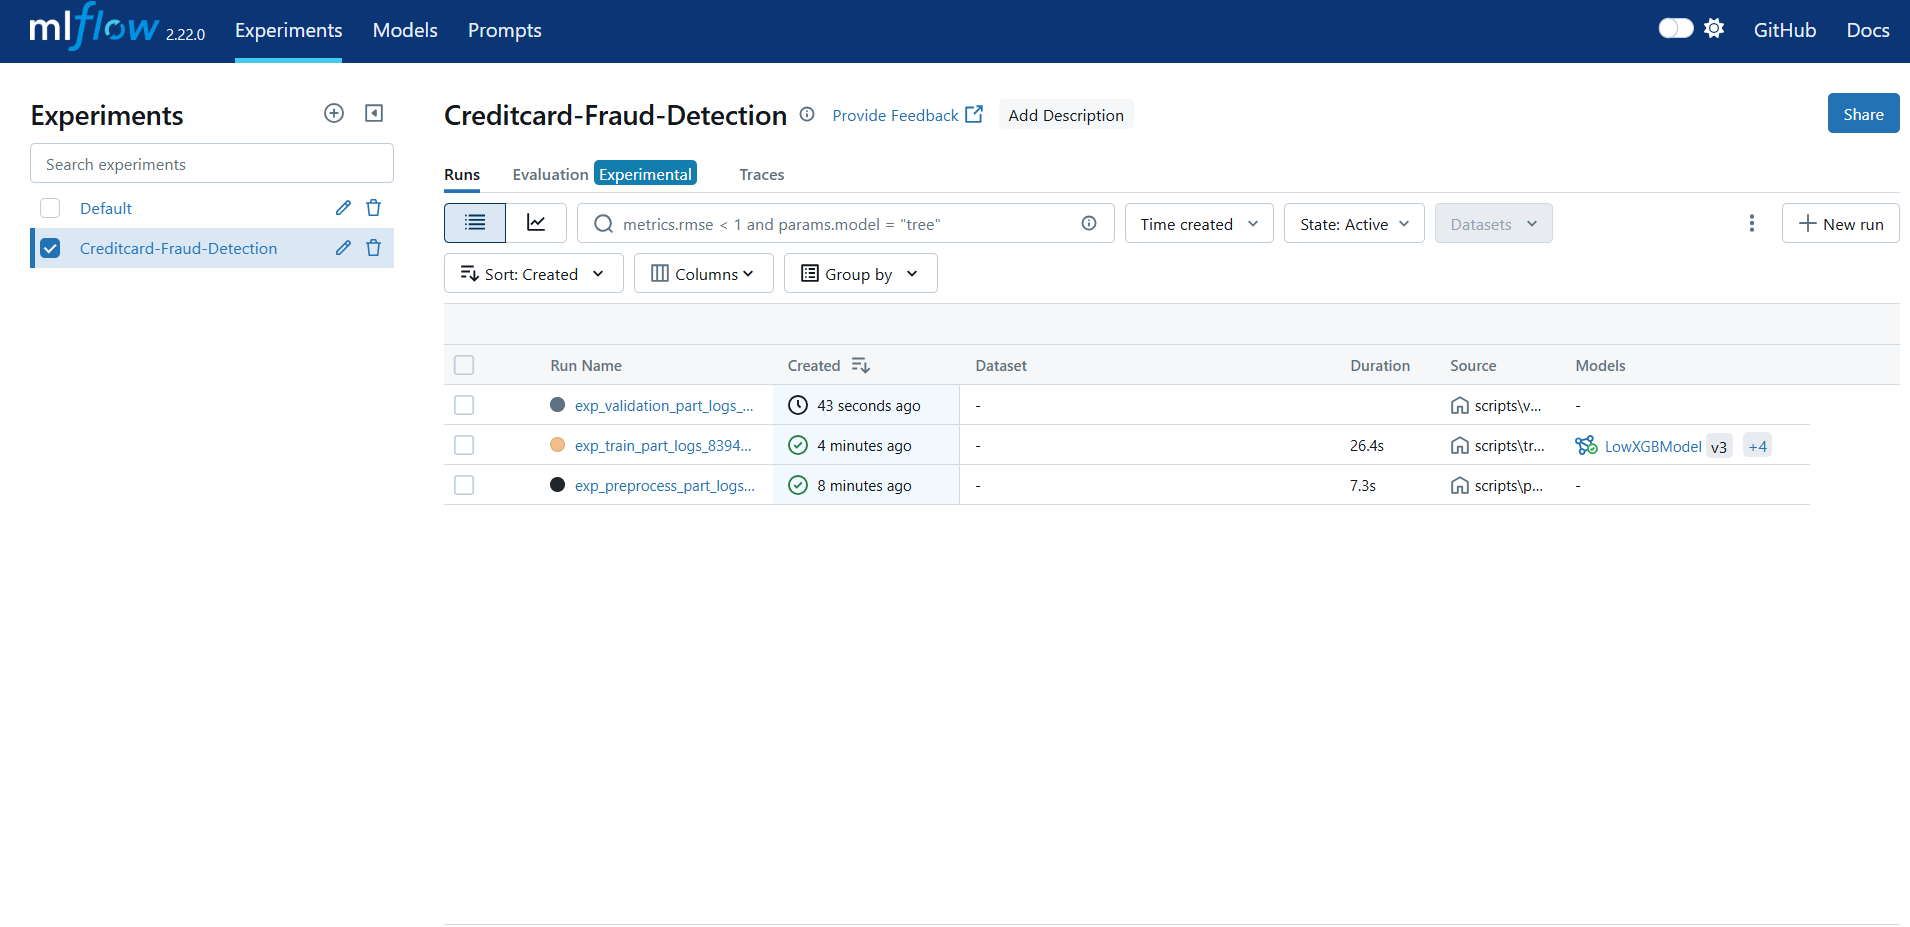 mlflow 2.22.0 Experiments Models Prompts GitHub Docs
Experiments
Search experiments
Default
Creditcard-Fraud-Detection
Creditcard-Fraud-Detection Provide Feedback Add Description Share
Runs Evaluation Experimental Traces
metrics.rmse < 1 and params.model = "tree" Time created State: Active Datasets New run
Sort: Created Columns Group by
Run Name Created Dataset Duration Source Models
exp_validation_part_logs_... 43 seconds ago - scripts\v... -
exp_train_part_logs_8394... 4 minutes ago - 26.4s scripts\tr... LowXGBModel v3 +4
exp_preprocess_part_logs... 8 minutes ago - 7.3s scripts\p... -